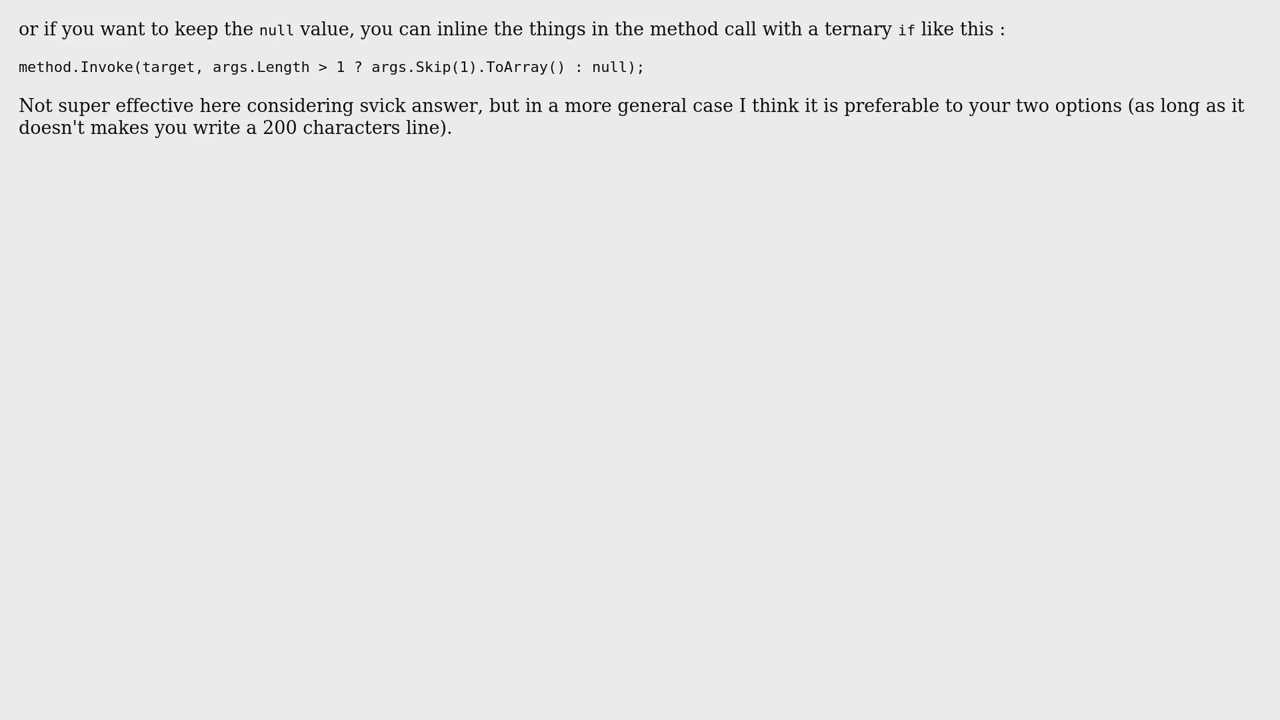 or if you want to keep the null value, you can inline the things in the method call with a ternary if like this :
method.Invoke(target, args.Length > 1 ? args.Skip(1).ToArray() : null);
Not super effective here considering svick answer, but in a more general case I think it is preferable to your two options (as long as it
doesn't makes you write a 200 characters line).